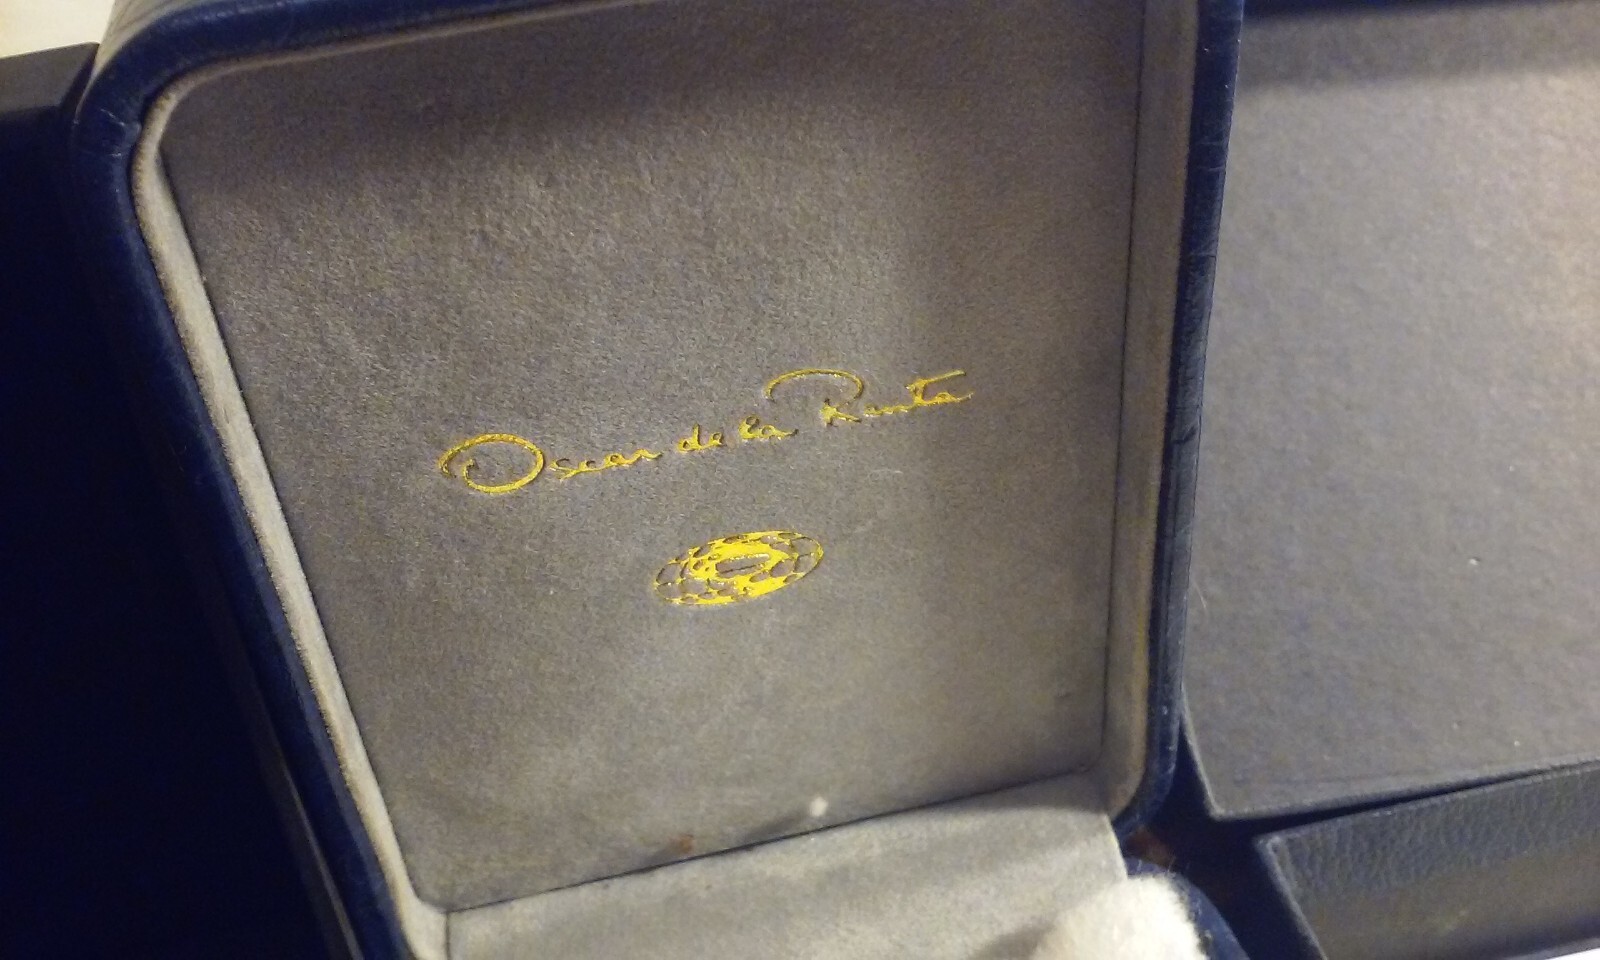 Oscar de la Renta